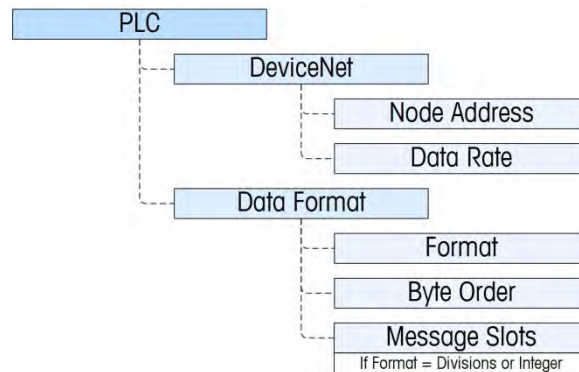 PLC
DeviceNet
Node Address
Data Rate
Data Format
Format
Byte Order
Message Slots
If Format = Divisions or Integer